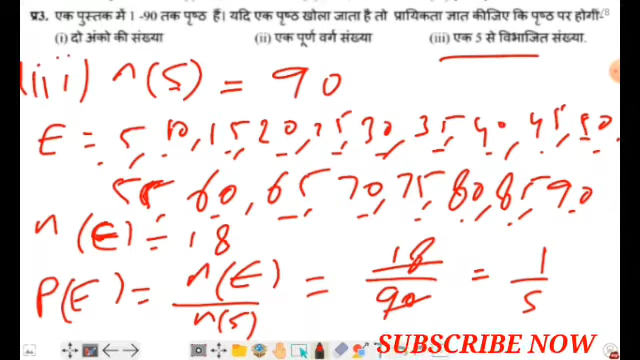 प्र3. एक पुस्तक में 1 -90 तक पृष्ठ हैं। यदि एक पृष्ठ खोला जाता है तो प्रायिकता ज्ञात कीजिए कि पृष्ठ पर होगी- /8
(i) दो अंको की संख्या (ii) एक पूर्ण वर्ग संख्या (iii) एक 5 से विभाजित संख्या.
(iii) n(s) = 90
E = 5, 10, 15, 20, 25, 30, 35, 40, 45, 50,
55, 60, 65, 70, 75, 80, 85, 90
n(E) = 18
P(E) = n(E)/n(s) = 18/90 = 1/5
SUBSCRIBE NOW